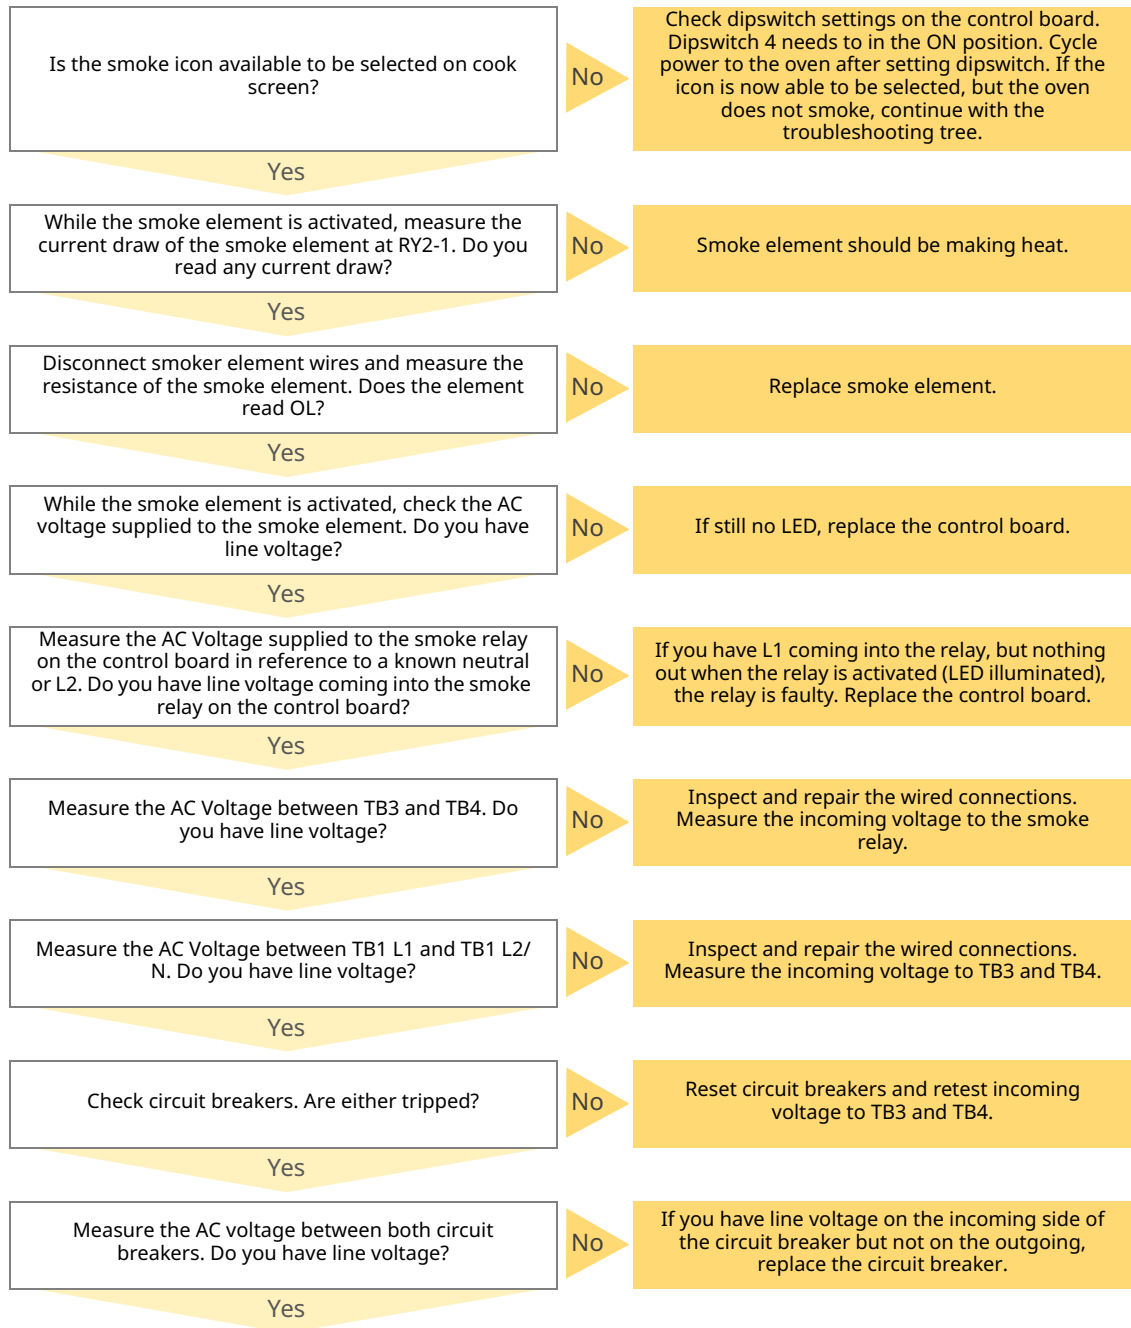 Is the smoke icon available to be selected on cook
screen?
No
Check dipswitch settings on the control board.
Dipswitch 4 needs to in the ON position. Cycle
power to the oven after setting dipswitch. If the
icon is now able to be selected, but the oven
does not smoke, continue with the
troubleshooting tree.
Yes
While the smoke element is activated, measure the
current draw of the smoke element at RY2-1. Do you
read any current draw?
No
Smoke element should be making heat.
Yes
Disconnect smoker element wires and measure the
resistance of the smoke element. Does the element
read OL?
No
Replace smoke element.
Yes
While the smoke element is activated, check the AC
voltage supplied to the smoke element. Do you have
line voltage?
No
If still no LED, replace the control board.
Yes
Measure the AC Voltage supplied to the smoke relay
on the control board in reference to a known neutral
or L2. Do you have line voltage coming into the smoke
relay on the control board?
No
If you have L1 coming into the relay, but nothing
out when the relay is activated (LED illuminated),
the relay is faulty. Replace the control board.
Yes
Measure the AC Voltage between TB3 and TB4. Do
you have line voltage?
No
Inspect and repair the wired connections.
Measure the incoming voltage to the smoke
relay.
Yes
Measure the AC Voltage between TB1 L1 and TB1 L2/
N. Do you have line voltage?
No
Inspect and repair the wired connections.
Measure the incoming voltage to TB3 and TB4.
Yes
Check circuit breakers. Are either tripped?
No
Reset circuit breakers and retest incoming
voltage to TB3 and TB4.
Yes
Measure the AC voltage between both circuit
breakers. Do you have line voltage?
No
If you have line voltage on the incoming side of
the circuit breaker but not on the outgoing,
replace the circuit breaker.
Yes